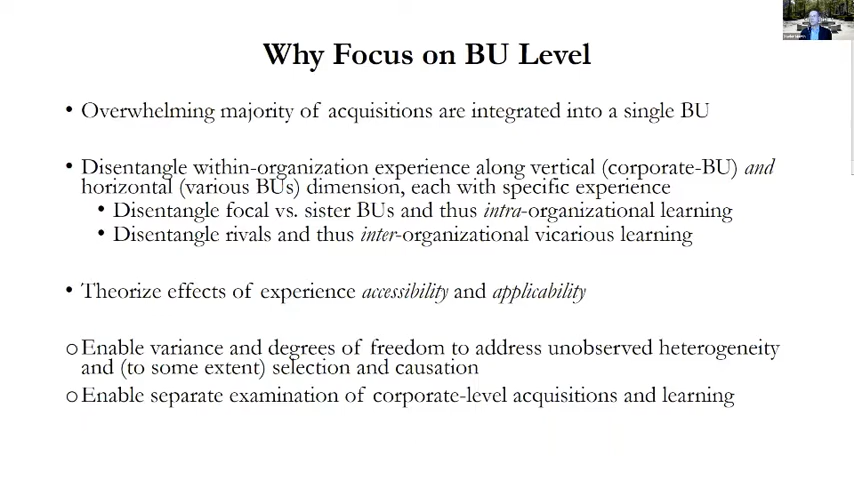 Why Focus on BU Level
• Overwhelming majority of acquisitions are integrated into a single BU
• Disentangle within-organization experience along vertical (corporate-BU) and
horizontal (various BUs) dimension, each with specific experience
• Disentangle focal vs. sister BUs and thus intra-organizational learning
• Disentangle rivals and thus inter-organizational vicarious learning
• Theorize effects of experience accessibility and applicability
o Enable variance and degrees of freedom to address unobserved heterogeneity
and (to some extent) selection and causation
o Enable separate examination of corporate-level acquisitions and learning